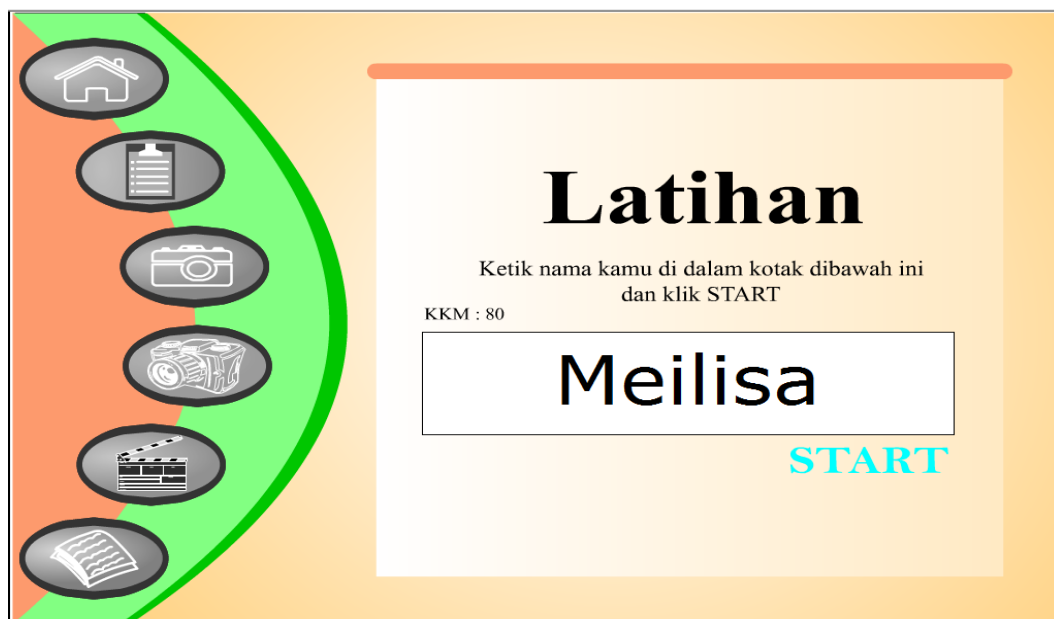 Latihan
Ketik nama kamu di dalam kotak dibawah ini
dan klik START
KKM : 80
Meilisa
START